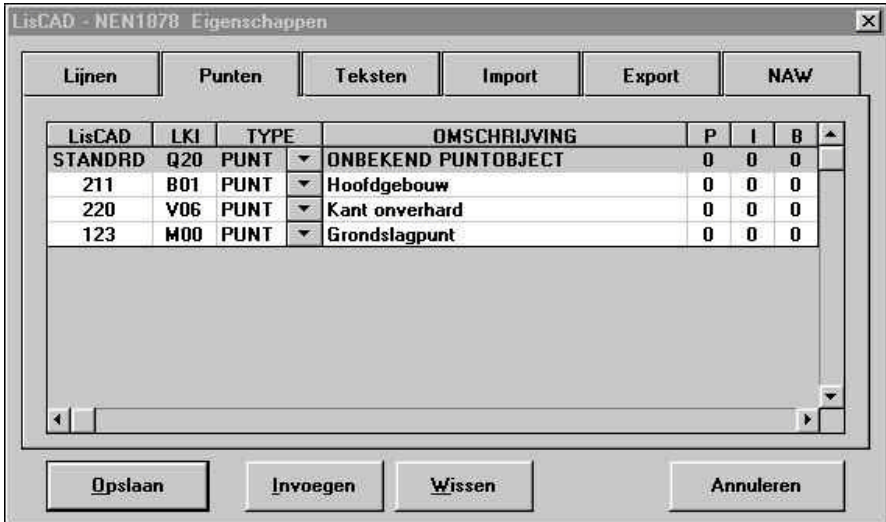 LisCAD - NEN1878 Eigenschappen
Lijnen Punten Teksten Import Export NAW
LisCAD LKI TYPE OMSCHRIJVING P I B
STANDRD Q20 PUNT ONBEKEND PUNTOBJECT 0 0 0
211 B01 PUNT Hoofdgebouw 0 0 0
220 V06 PUNT Kant onverhard 0 0 0
123 M00 PUNT Grondslagpunt 0 0 0
Opslaan Invoegen Wissen Annuleren